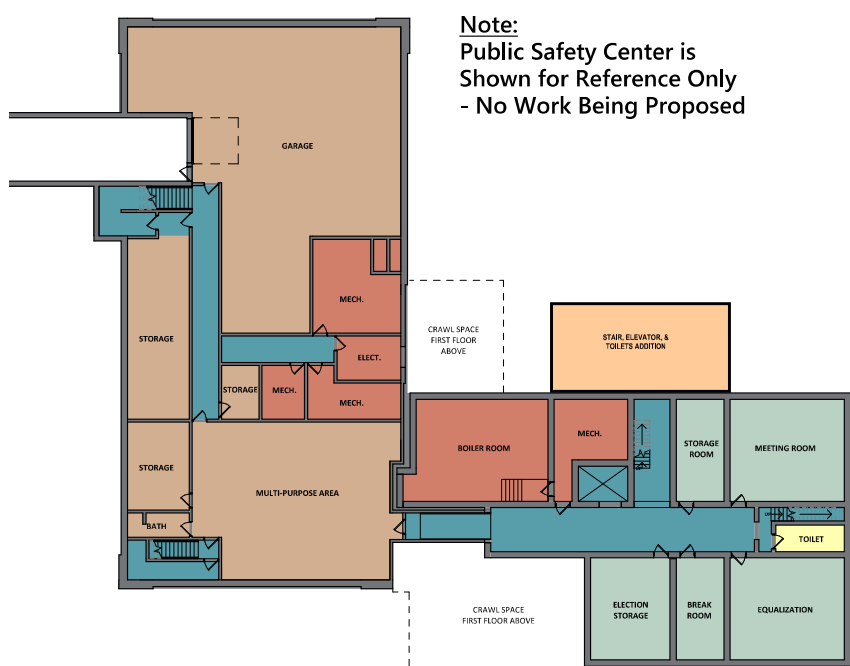 Note:
Public Safety Center is
Shown for Reference Only
- No Work Being Proposed
GARAGE
MECH.
STORAGE
CRAWL SPACE
FIRST FLOOR
ABOVE
STAIR, ELEVATOR, &
TOILETS ADDITION
ELECT.
STORAGE
MECH.
MECH.
STORAGE
MULTI-PURPOSE AREA
BATH
BOILER ROOM
MECH.
STORAGE
ROOM
MEETING ROOM
TOILET
CRAWL SPACE
FIRST FLOOR ABOVE
ELECTION
STORAGE
BREAK
ROOM
EQUALIZATION